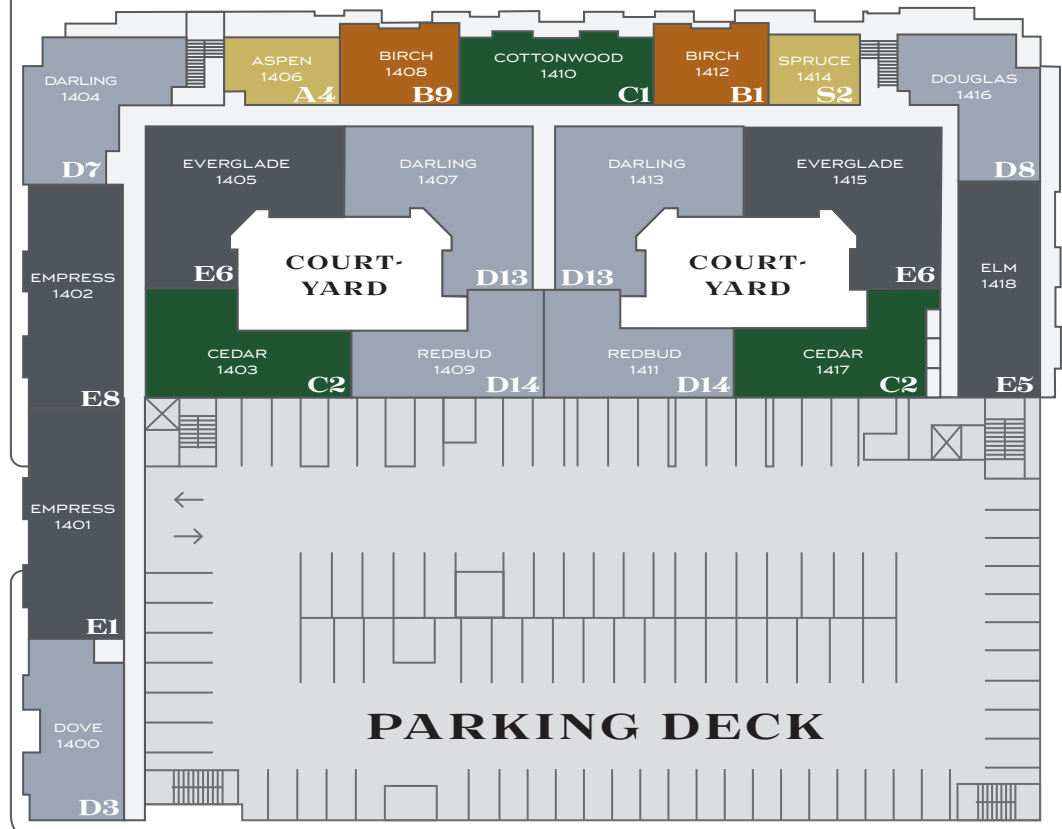 DARLING
1404
D7
ASPEN
1406
A4
BIRCH
1408
B9
COTTONWOOD
1410
C1
BIRCH
1412
B1
SPRUCE
1414
S2
DOUGLAS
1416
D8
EVERGLADE
1405
E6
DARLING
1407
D13
DARLING
1413
D13
EVERGLADE
1415
E6
COURT-
YARD
COURT-
YARD
EMPRESS
1402
E8
ELM
1418
E5
CEDAR
1403
C2
REDBUD
1409
D14
REDBUD
1411
D14
CEDAR
1417
C2
EMPRESS
1401
E1
DOVE
1400
D3
PARKING DECK